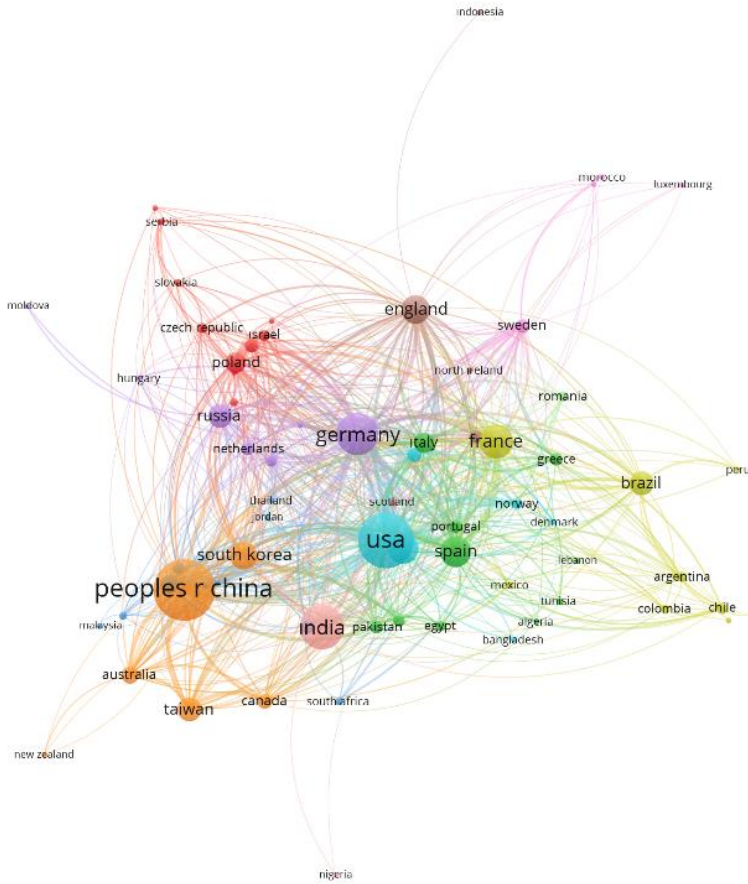 indonesia
morocco
luxembourg
serbia
slovakia
moldova
england
czech republic
israel
sweden
poland
north ireland
hungary
romania
russia
germany
italy
france
netherlands
greece
peru
brazil
thailand
scotland
norway
jordan
denmark
portugal
usa
spain
south korea
lebanon
argentina
mexico
peoples r china
tunisia
colombia
chile
malaysia
india
pakistan
egypt
algeria
bangladesh
australia
canada
south africa
taiwan
new zealand
nigeria